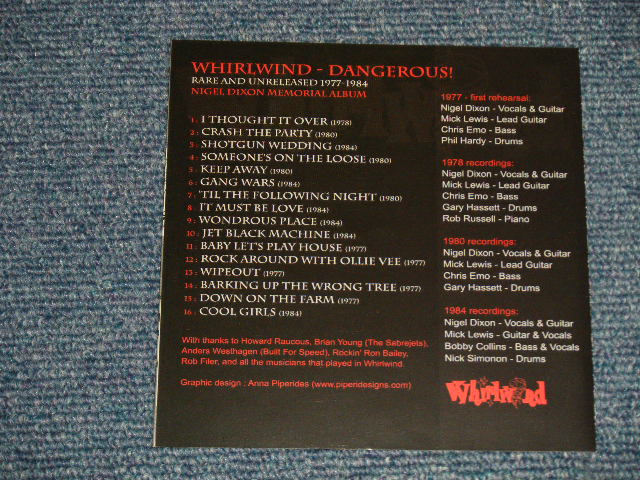 WHIRLWIND - DANGEROUS!
RARE AND UNRELEASED 1977-1984
NIGEL DIXON MEMORIAL ALBUM
1 : I THOUGHT IT OVER (1978)
2 : CRASH THE PARTY (1980)
3 : SHOTGUN WEDDING (1984)
4 : SOMEONE'S ON THE LOOSE (1980)
5 : KEEP AWAY (1980)
6 : GANG WARS (1984)
7 : 'TIL THE FOLLOWING NIGHT (1980)
8 : IT MUST BE LOVE (1984)
9 : WONDROUS PLACE (1984)
10 : JET BLACK MACHINE (1984)
11 : BABY LET'S PLAY HOUSE (1977)
12 : ROCK AROUND WITH OLLIE VEE (1977)
13 : WIPEOUT (1977)
14 : BARKING UP THE WRONG TREE (1977)
15 : DOWN ON THE FARM (1977)
16 : COOL GIRLS (1984)
With thanks to Howard Raucous, Brian Young (The Sabrejets),
Anders Westhagen (Built For Speed), Rockin' Ron Bailey,
Rob Filer, and all the musicians that played in Whirlwind.
Graphic design : Anna Piperides (www.piperidesigns.com)
1977 - first rehearsal:
Nigel Dixon - Vocals & Guitar
Mick Lewis - Lead Guitar
Chris Emo - Bass
Phil Hardy - Drums
1978 recordings:
Nigel Dixon - Vocals & Guitar
Mick Lewis - Lead Guitar
Chris Emo - Bass
Gary Hassett - Drums
Rob Russell - Piano
1980 recordings:
Nigel Dixon - Vocals & Guitar
Mick Lewis - Lead Guitar
Chris Emo - Bass
Gary Hassett - Drums
1984 recordings:
Nigel Dixon - Vocals & Guitar
Mick Lewis - Guitar & Vocals
Bobby Collins - Bass & Vocals
Nick Simonon - Drums
Whirlwind